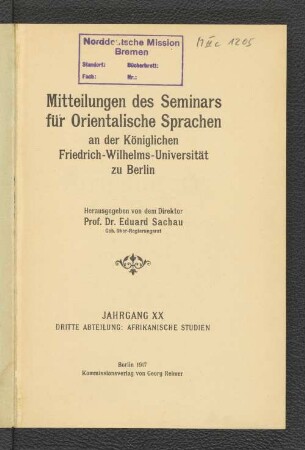 Norddeutsche Mission
Bremen
Standort: Bücherbrett:
Fach: Nr.:
M III c 1205
Mitteilungen des Seminars
für Orientalische Sprachen
an der Königlichen
Friedrich-Wilhelms-Universität
zu Berlin
Herausgegeben von dem Direktor
Prof. Dr. Eduard Sachau
Geh. Ober-Regierungsrat
JAHRGANG XX
DRITTE ABTEILUNG: AFRIKANISCHE STUDIEN
Berlin 1917
Kommissionsverlag von Georg Reimer